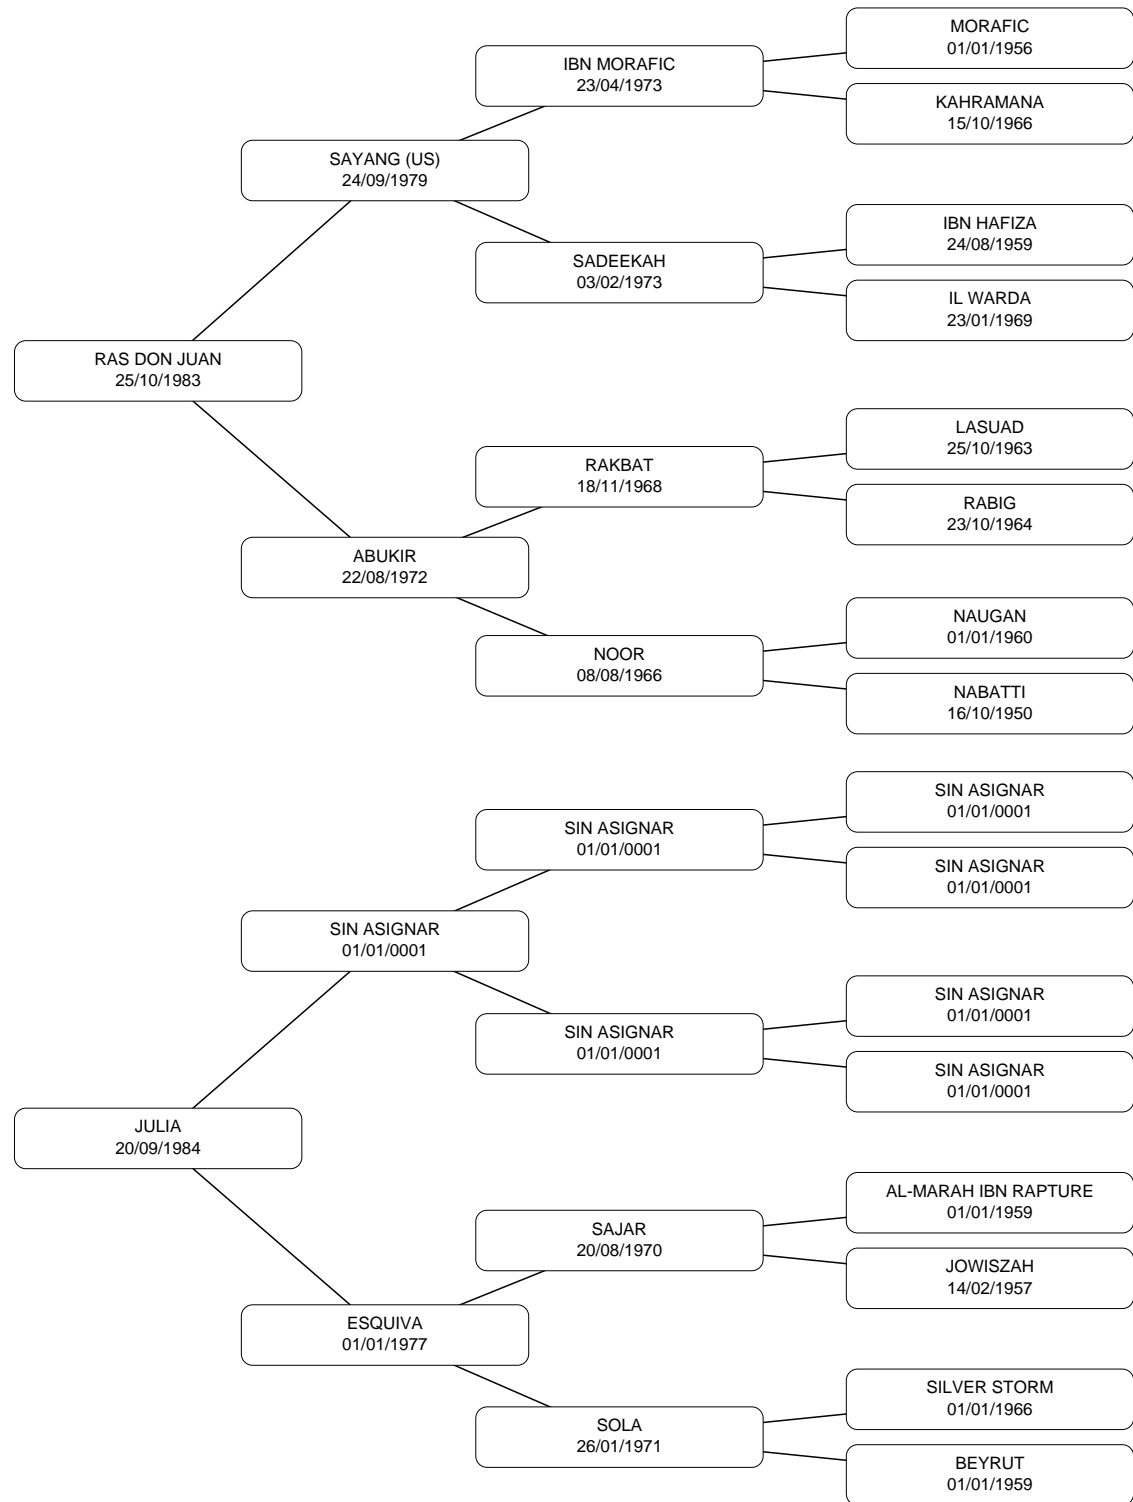 MORAFIC
01/01/1956
IBN MORAFIC
23/04/1973
KAHRAMANA
15/10/1966
SAYANG (US)
24/09/1979
IBN HAFIZA
24/08/1959
SADEEKAH
03/02/1973
IL WARDA
23/01/1969
RAS DON JUAN
25/10/1983
LASUAD
25/10/1963
RAKBAT
18/11/1968
RABIG
23/10/1964
ABUKIR
22/08/1972
NAUGAN
01/01/1960
NOOR
08/08/1966
NABATTI
16/10/1950
SIN ASIGNAR
01/01/0001
SIN ASIGNAR
01/01/0001
SIN ASIGNAR
01/01/0001
SIN ASIGNAR
01/01/0001
SIN ASIGNAR
01/01/0001
SIN ASIGNAR
01/01/0001
SIN ASIGNAR
01/01/0001
JULIA
20/09/1984
AL-MARAH IBN RAPTURE
01/01/1959
SAJAR
20/08/1970
JOWISZAH
14/02/1957
ESQUIVA
01/01/1977
SILVER STORM
01/01/1966
SOLA
26/01/1971
BEYRUT
01/01/1959